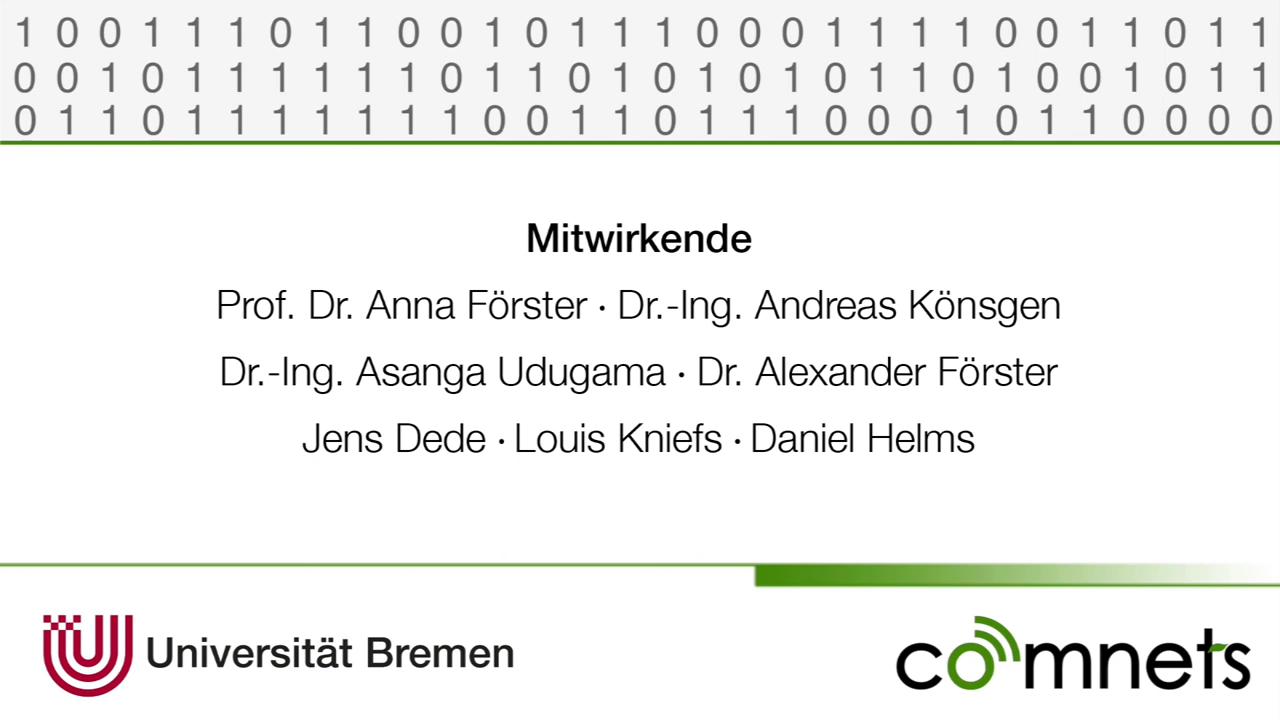 1 0 0 1 1 1 0 1 1 0 0 1 0 1 1 1 0 0 0 1 1 1 1 0 0 1 1 0 1 1
0 0 1 0 1 1 1 1 1 1 0 1 1 0 1 0 1 0 1 0 1 1 0 1 0 0 1 0 1 1
0 1 1 0 1 1 1 1 1 1 1 0 0 1 1 0 1 1 1 0 0 0 1 0 1 1 0 0 0 0
Mitwirkende
Prof. Dr. Anna Förster · Dr.-Ing. Andreas Könsgen
Dr.-Ing. Asanga Udugama · Dr. Alexander Förster
Jens Dede · Louis Kniefs · Daniel Helms
Universität Bremen
comnets